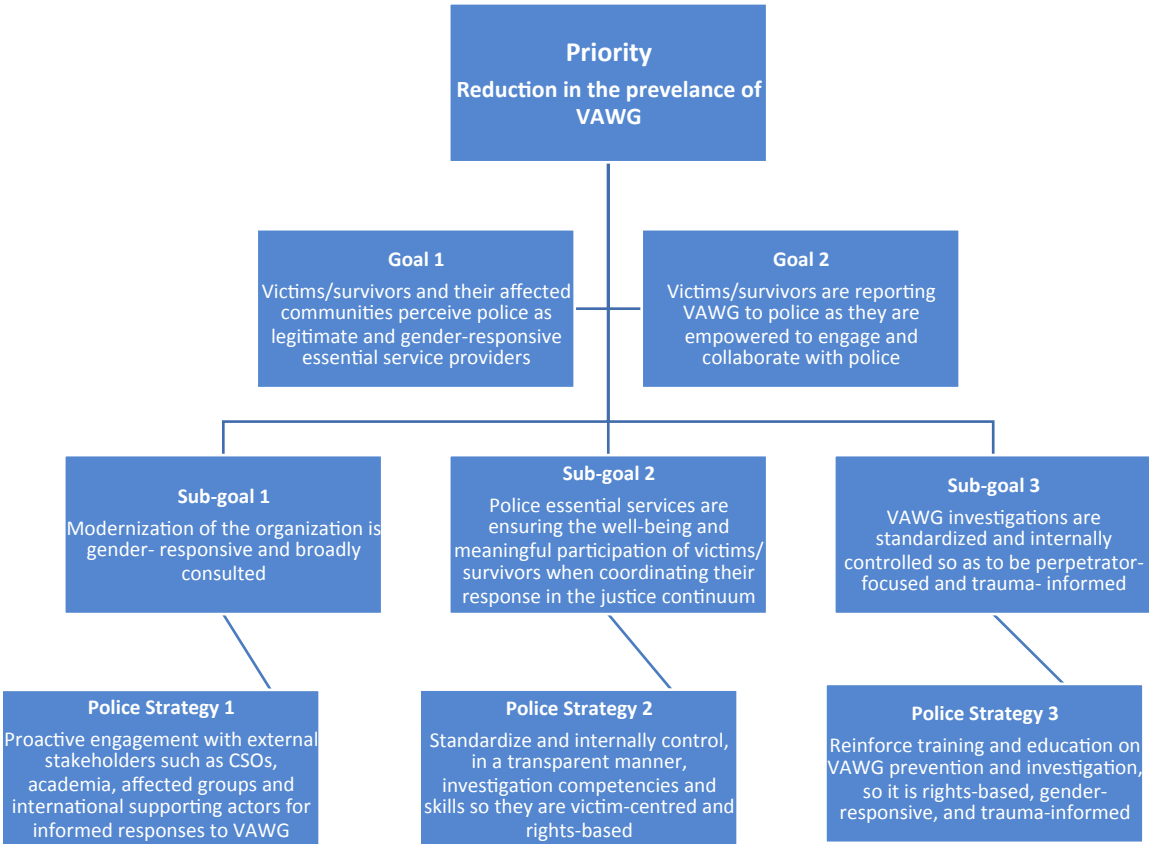 Priority
Reduction in the prevelance of
VAWG
Goal 1
Victims/survivors and their affected
communities perceive police as
legitimate and gender-responsive
essential service providers
Goal 2
Victims/survivors are reporting
VAWG to police as they are
empowered to engage and
collaborate with police
Sub-goal 1
Modernization of the organization is
gender- responsive and broadly
consulted
Sub-goal 2
Police essential services are
ensuring the well-being and
meaningful participation of victims/
survivors when coordinating their
response in the justice continuum
Sub-goal 3
VAWG investigations are
standardized and internally
controlled so as to be perpetrator-
focused and trauma- informed
Police Strategy 1
Proactive engagement with external
stakeholders such as CSOs,
academia, affected groups and
international supporting actors for
informed responses to VAWG
Police Strategy 2
Standardize and internally control,
in a transparent manner,
investigation competencies and
skills so they are victim-centred and
rights-based
Police Strategy 3
Reinforce training and education on
VAWG prevention and investigation,
so it is rights-based, gender-
responsive, and trauma-informed